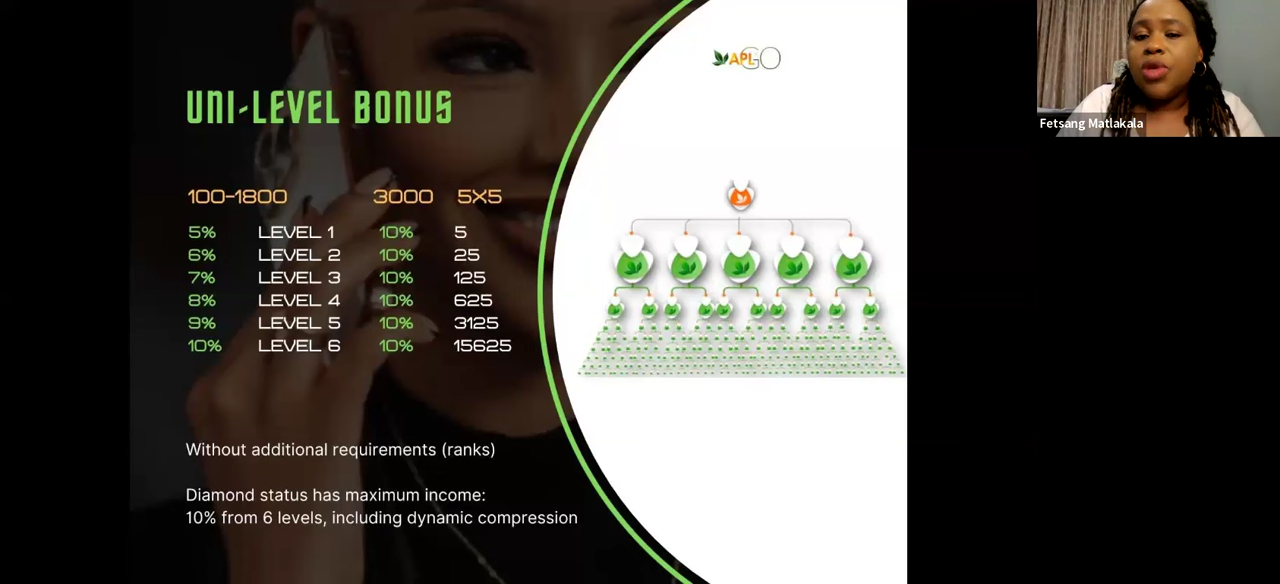 APLGO
UNI-LEVEL BONUS
100-1800 3000 5X5
5% LEVEL 1 10% 5
6% LEVEL 2 10% 25
7% LEVEL 3 10% 125
8% LEVEL 4 10% 625
9% LEVEL 5 10% 3125
10% LEVEL 6 10% 15625
Without additional requirements (ranks)
Diamond status has maximum income:
10% from 6 levels, including dynamic compression
Fetsang Matlakala